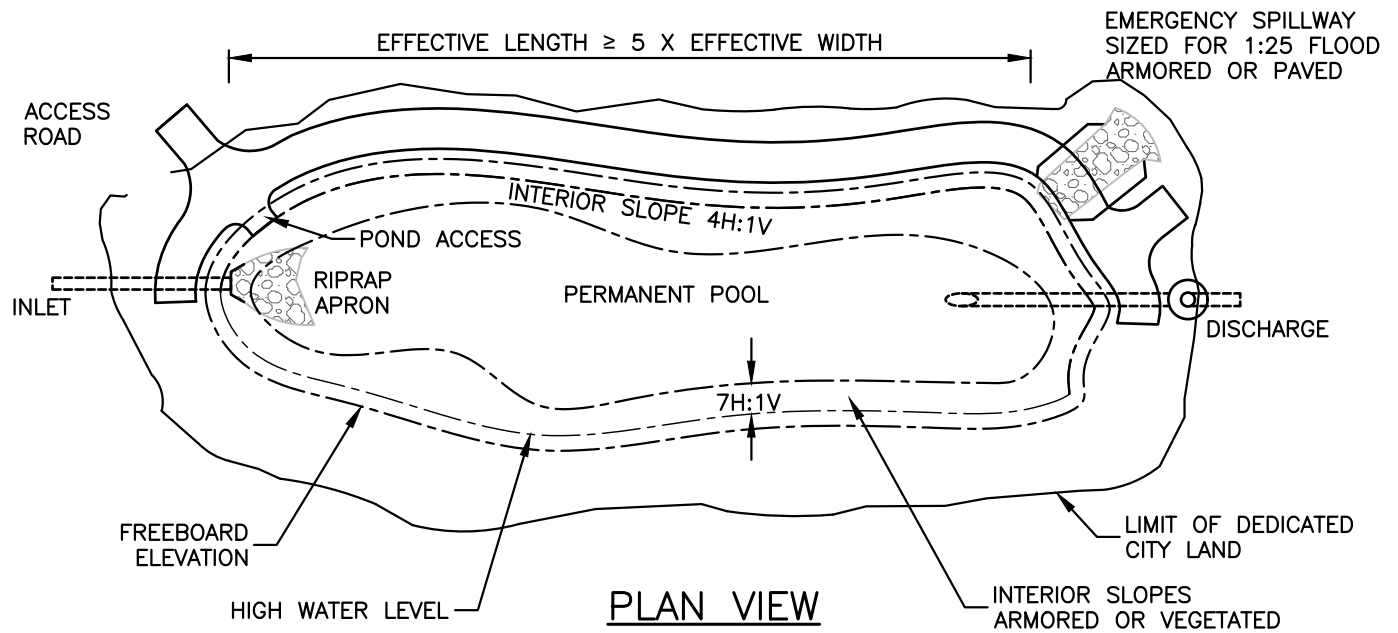 EFFECTIVE LENGTH ≥ 5 X EFFECTIVE WIDTH
EMERGENCY SPILLWAY
SIZED FOR 1:25 FLOOD
ARMORED OR PAVED
ACCESS
ROAD
INTERIOR SLOPE 4H:1V
POND ACCESS
RIPRAP
APRON
PERMANENT POOL
INLET
DISCHARGE
7H:1V
FREEBOARD
ELEVATION
LIMIT OF DEDICATED
CITY LAND
HIGH WATER LEVEL
PLAN VIEW
INTERIOR SLOPES
ARMORED OR VEGETATED